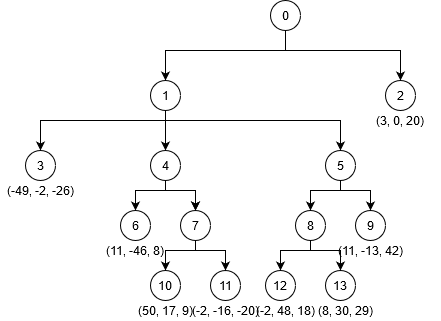 0
1
2
(3, 0, 20)
3
4
5
(-49, -2, -26)
6
7
8
9
(11, -46, 8)
(11, -13, 42)
10
11
12
13
(50, 17, 9)
(-2, -16, -20)
(-2, 48, 18)
(8, 30, 29)